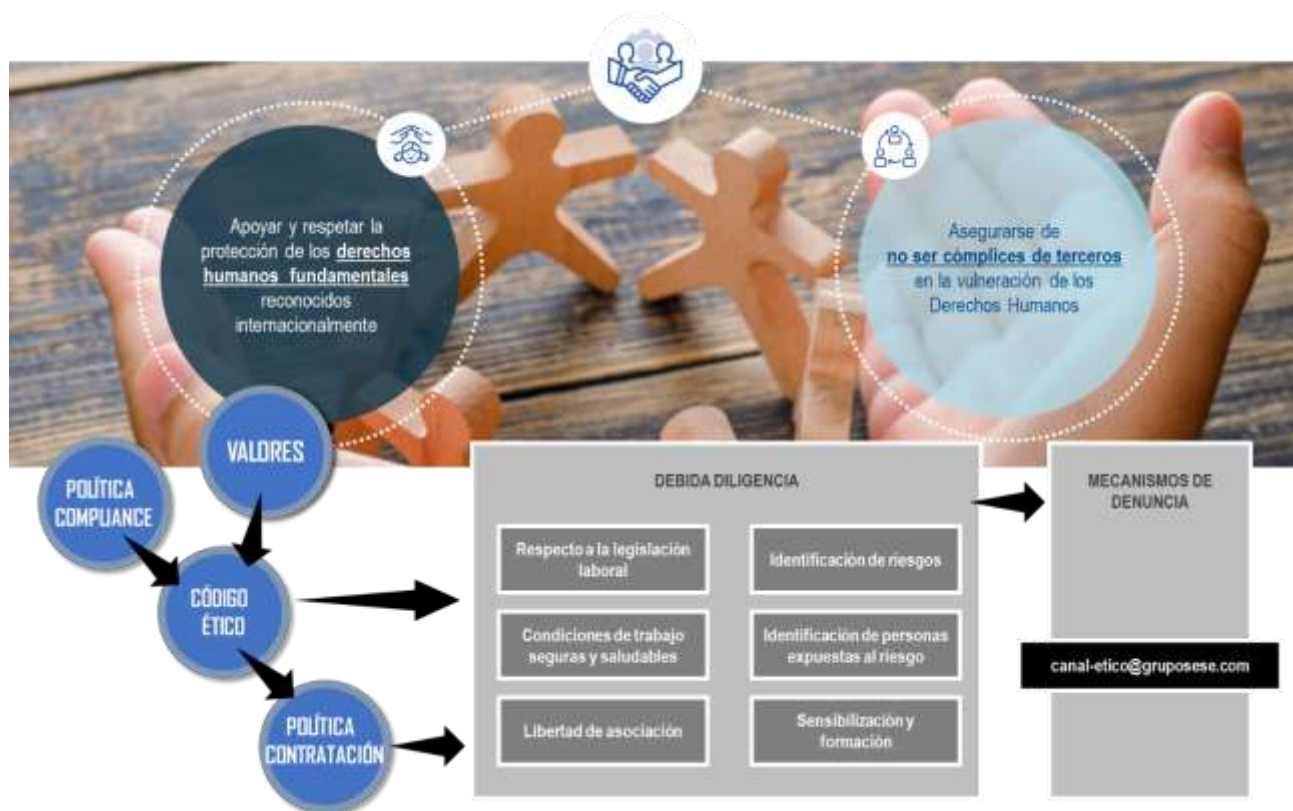 Apoyar y respetar la
protección de los derechos
humanos fundamentales
reconocidos
internacionalmente
Asegurarse de
no ser cómplices de terceros
en la vulneración de los
Derechos Humanos
VALORES
POLÍTICA
COMPLIANCE
CÓDIGO
ÉTICO
POLÍTICA
CONTRATACIÓN
DEBIDA DILIGENCIA
Respecto a la legislación
laboral
Identificación de riesgos
Condiciones de trabajo
seguras y saludables
Identificación de personas
expuestas al riesgo
Libertad de asociación
Sensibilización y
formación
MECANISMOS DE
DENUNCIA
canal-etico@gruposese.com